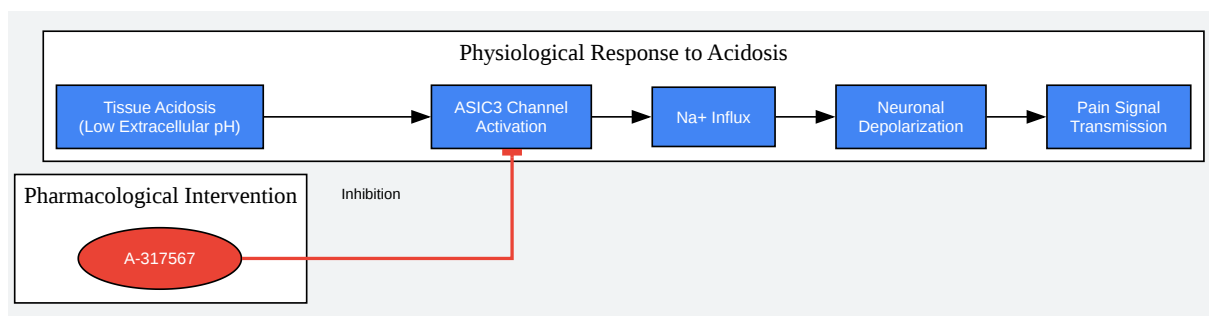 Physiological Response to Acidosis
Tissue Acidosis
(Low Extracellular pH)
ASIC3 Channel
Activation
Na+ Influx
Neuronal
Depolarization
Pain Signal
Transmission
Pharmacological Intervention
Inhibition
A-317567